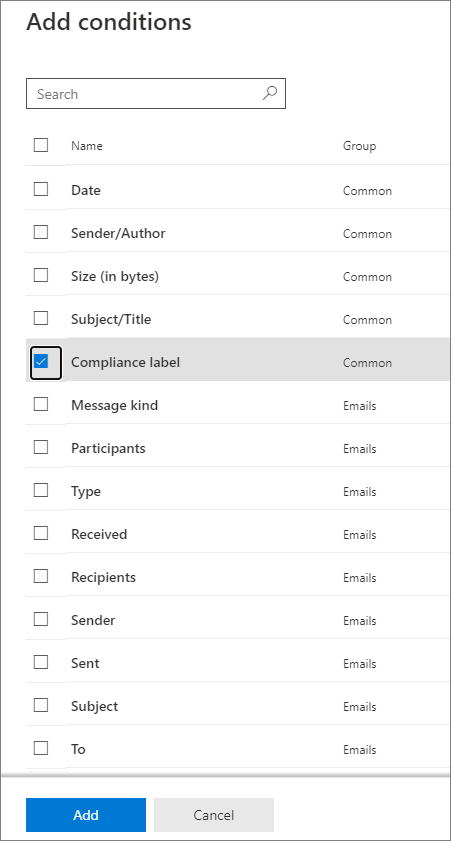 Add conditions
Search
Name Group
Date Common
Sender/Author Common
Size (in bytes) Common
Subject/Title Common
Compliance label Common
Message kind Emails
Participants Emails
Type Emails
Received Emails
Recipients Emails
Sender Emails
Sent Emails
Subject Emails
To Emails
Add Cancel